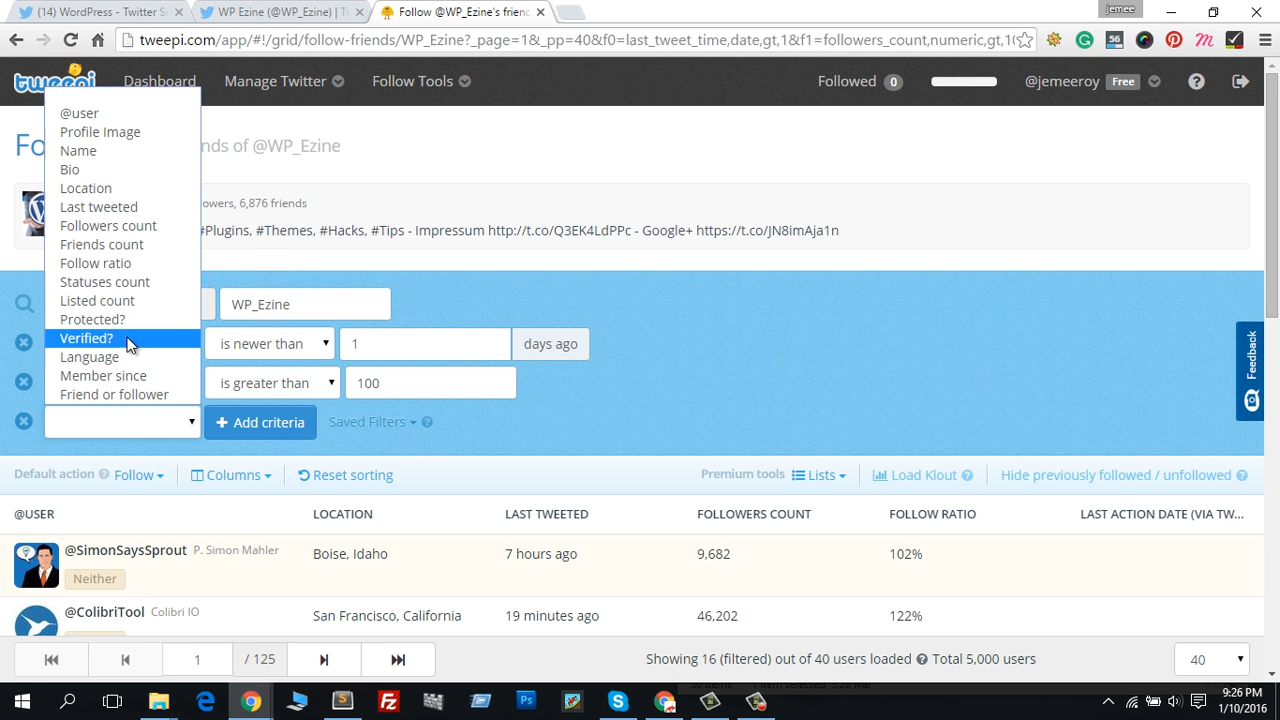 (14) WordPress - Twitter S
WP Ezine (@WP_Ezine) | T
Follow @WP_Ezine's frien
jemee
tweepi.com/app/#!/grid/follow-friends/WP_Ezine?_page=1&_pp=40&f0=last_tweet_time,date,gt,1&f1=followers_count,numeric,gt,10
56
tweepi
Dashboard
Manage Twitter
Follow Tools
Followed 0
@jemeeroy Free
Fo
nds of @WP_Ezine
owers, 6,876 friends
#Plugins, #Themes, #Hacks, #Tips - Impressum http://t.co/Q3EK4LdPPc - Google+ https://t.co/JN8imAja1n
@user
Profile Image
Name
Bio
Location
Last tweeted
Followers count
Friends count
Follow ratio
Statuses count
Listed count
Protected?
Verified?
Language
Member since
Friend or follower
WP_Ezine
is newer than 1 days ago
is greater than 100
+ Add criteria Saved Filters
Feedback
Default action Follow Columns Reset sorting Premium tools Lists Load Klout Hide previously followed / unfollowed
@USER LOCATION LAST TWEETED FOLLOWERS COUNT FOLLOW RATIO LAST ACTION DATE (VIA TW...
@SimonSaysSprout P. Simon Mahler Boise, Idaho 7 hours ago 9,682 102%
Neither
@ColibriTool Colibri IO San Francisco, California 19 minutes ago 46,202 122%
1 / 125 Showing 16 (filtered) out of 40 users loaded Total 5,000 users 40
9:26 PM
1/10/2016